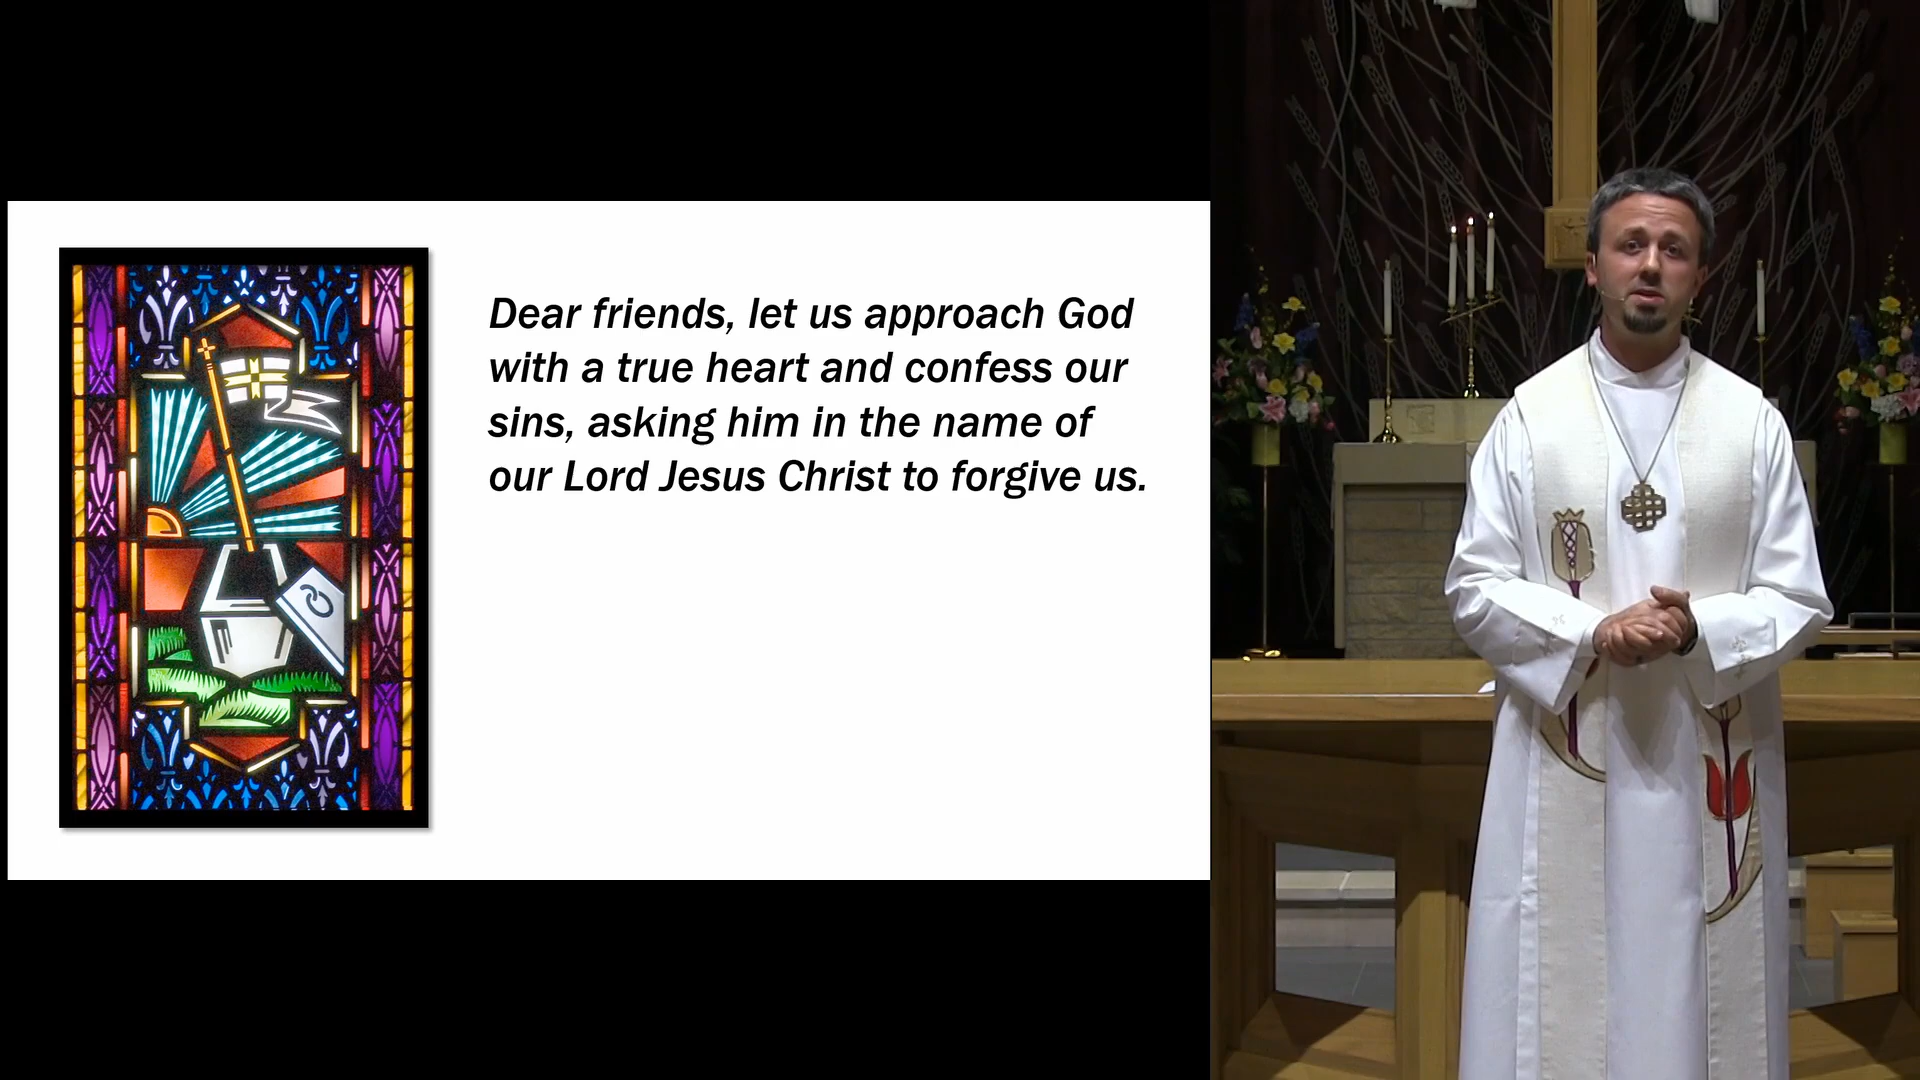 Dear friends, let us approach God
with a true heart and confess our
sins, asking him in the name of
our Lord Jesus Christ to forgive us.